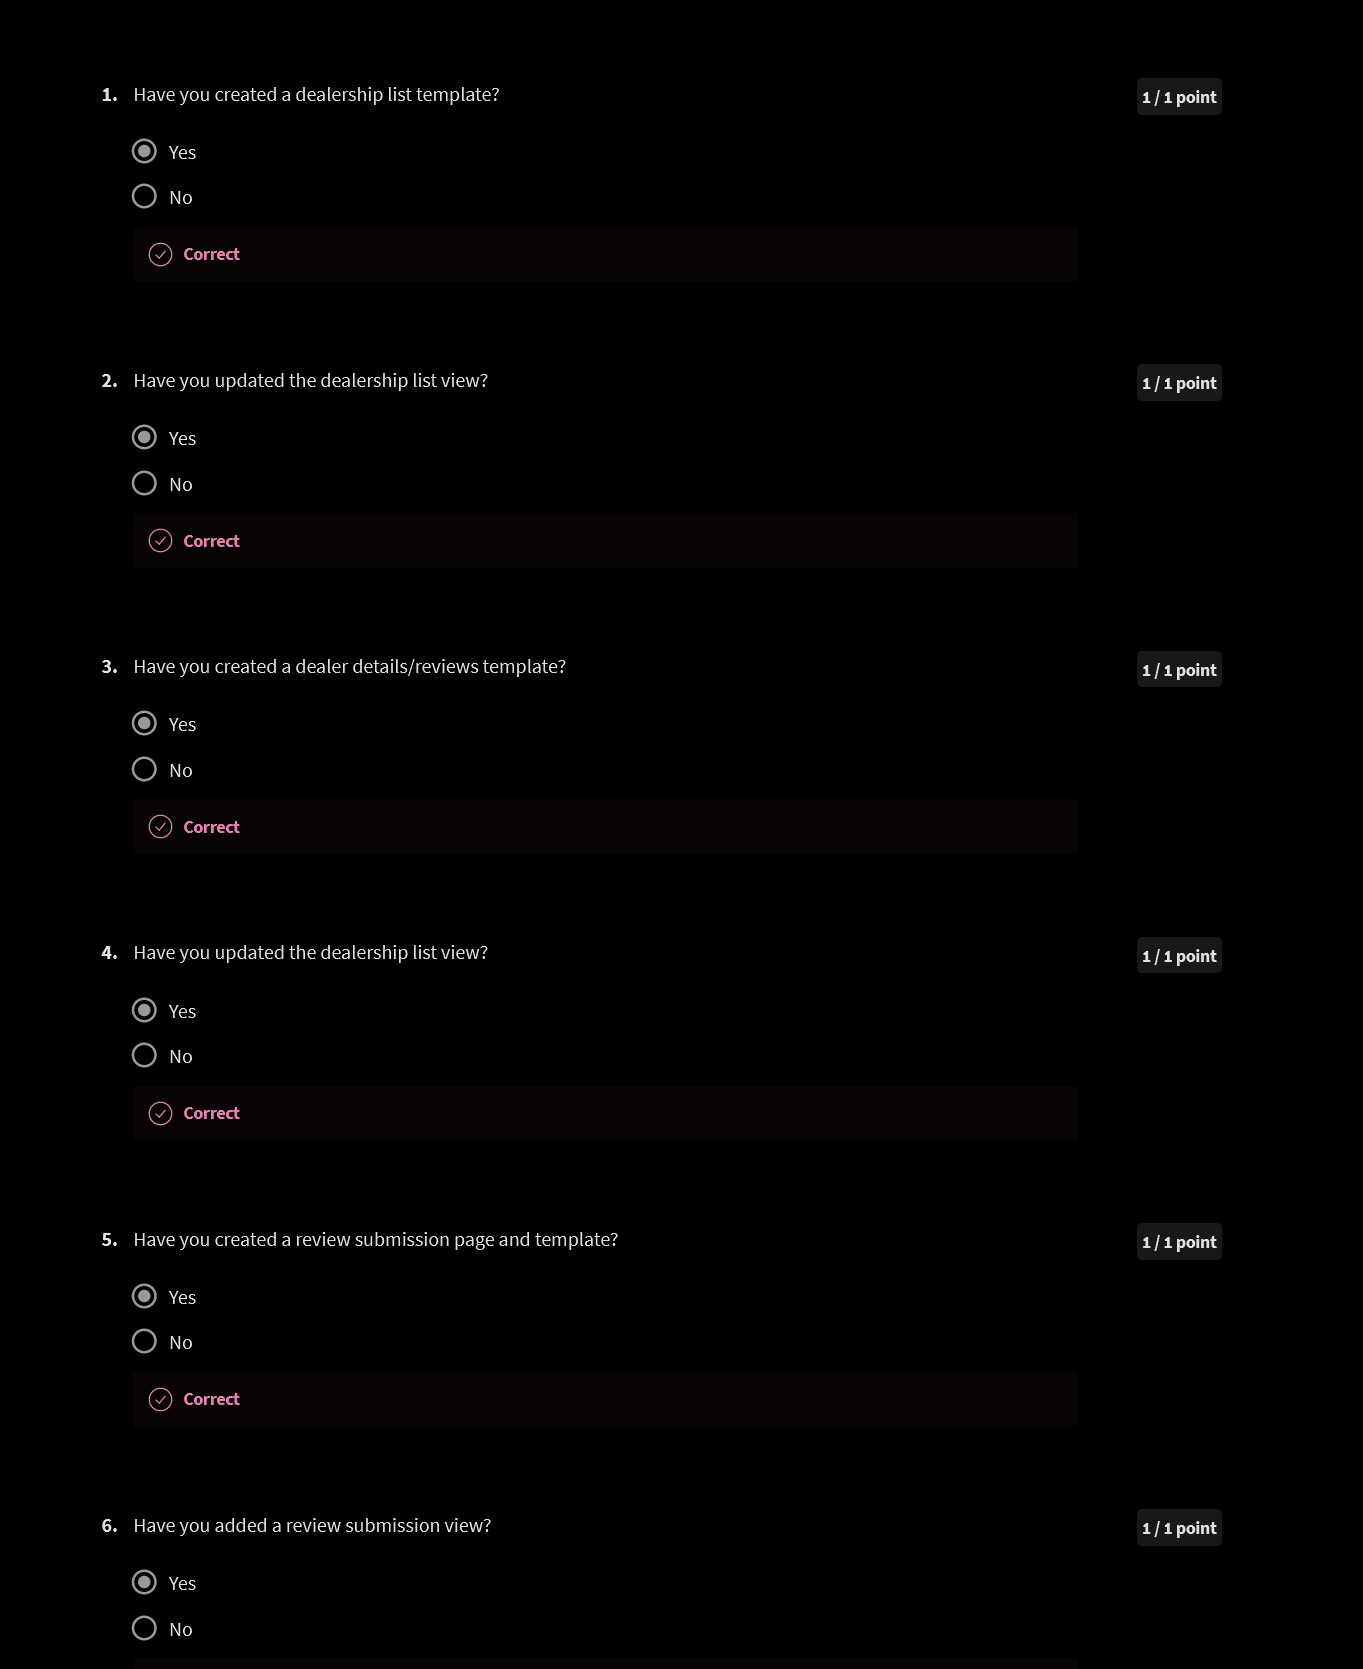 1. Have you created a dealership list template?
1 / 1 point
Yes
No
Correct
2. Have you updated the dealership list view?
1 / 1 point
Yes
No
Correct
3. Have you created a dealer details/reviews template?
1 / 1 point
Yes
No
Correct
4. Have you updated the dealership list view?
1 / 1 point
Yes
No
Correct
5. Have you created a review submission page and template?
1 / 1 point
Yes
No
Correct
6. Have you added a review submission view?
1 / 1 point
Yes
No